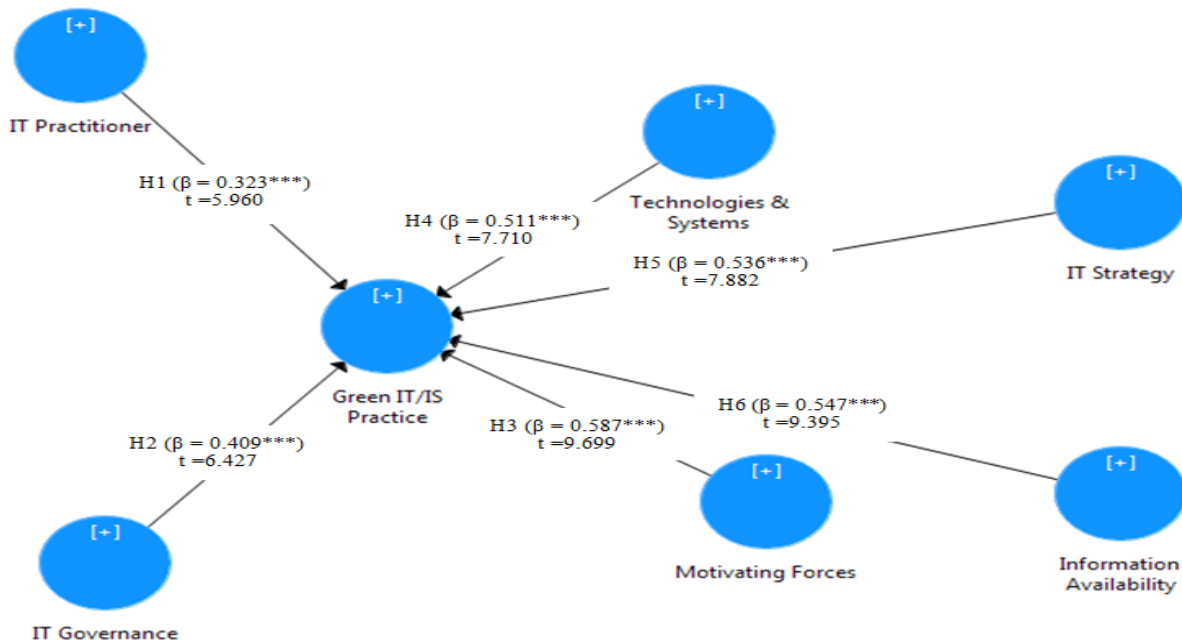 [+]
IT Practitioner
H1 (β = 0.323***)
t =5.960
[+]
Technologies &
Systems
H4 (β = 0.511***)
t =7.710
[+]
IT Strategy
H5 (β = 0.536***)
t =7.882
[+]
Green IT/IS
Practice
H2 (β = 0.409***)
t =6.427
H3 (β = 0.587***)
t =9.699
H6 (β = 0.547***)
t =9.395
[+]
IT Governance
[+]
Motivating Forces
[+]
Information
Availability